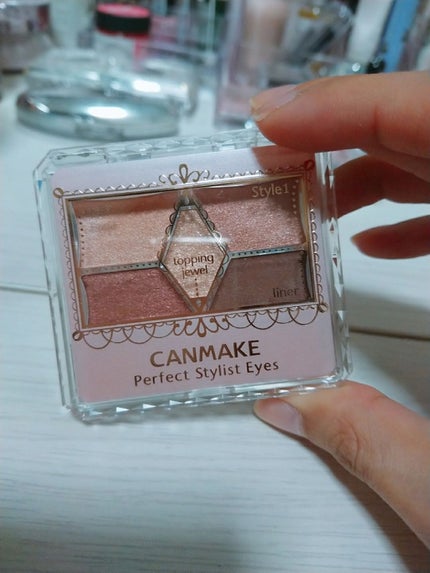 Style1
topping
jewel
liner
CANMAKE
Perfect Stylist Eyes